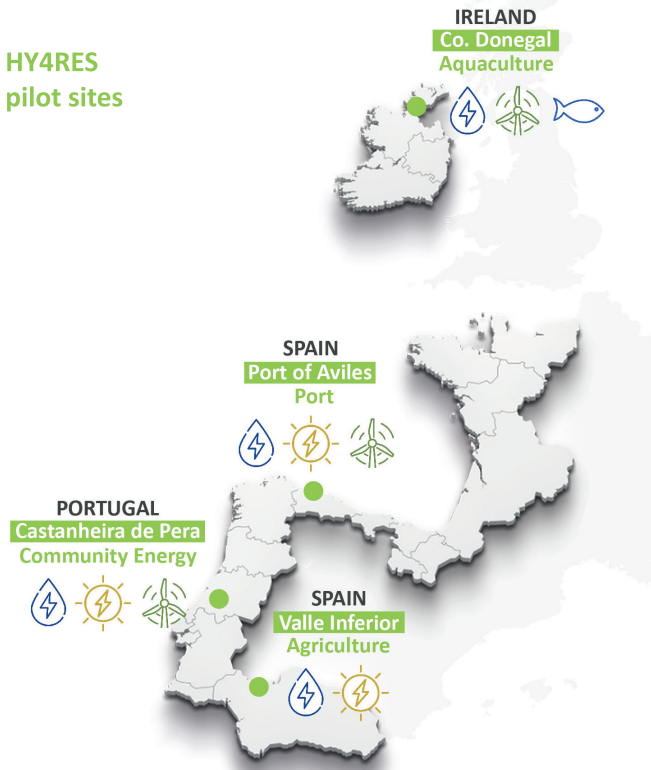 HY4RES
pilot sites
IRELAND
Co. Donegal
Aquaculture
SPAIN
Port of Aviles
Port
PORTUGAL
Castanheira de Pera
Community Energy
SPAIN
Valle Inferior
Agriculture